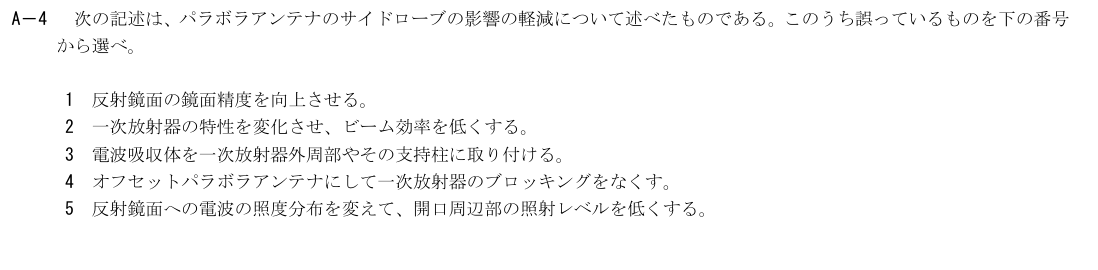 A－4　次の記述は、パラボラアンテナのサイドローブの影響の軽減について述べたものである。このうち誤っているものを下の番号
から選べ。
1　反射鏡面の鏡面精度を向上させる。
2　一次放射器の特性を変化させ、ビーム効率を低くする。
3　電波吸収体を一次放射器外周部やその支持柱に取り付ける。
4　オフセットパラボラアンテナにして一次放射器のブロッキングをなくす。
5　反射鏡面への電波の照度分布を変えて、開口周辺部の照射レベルを低くする。